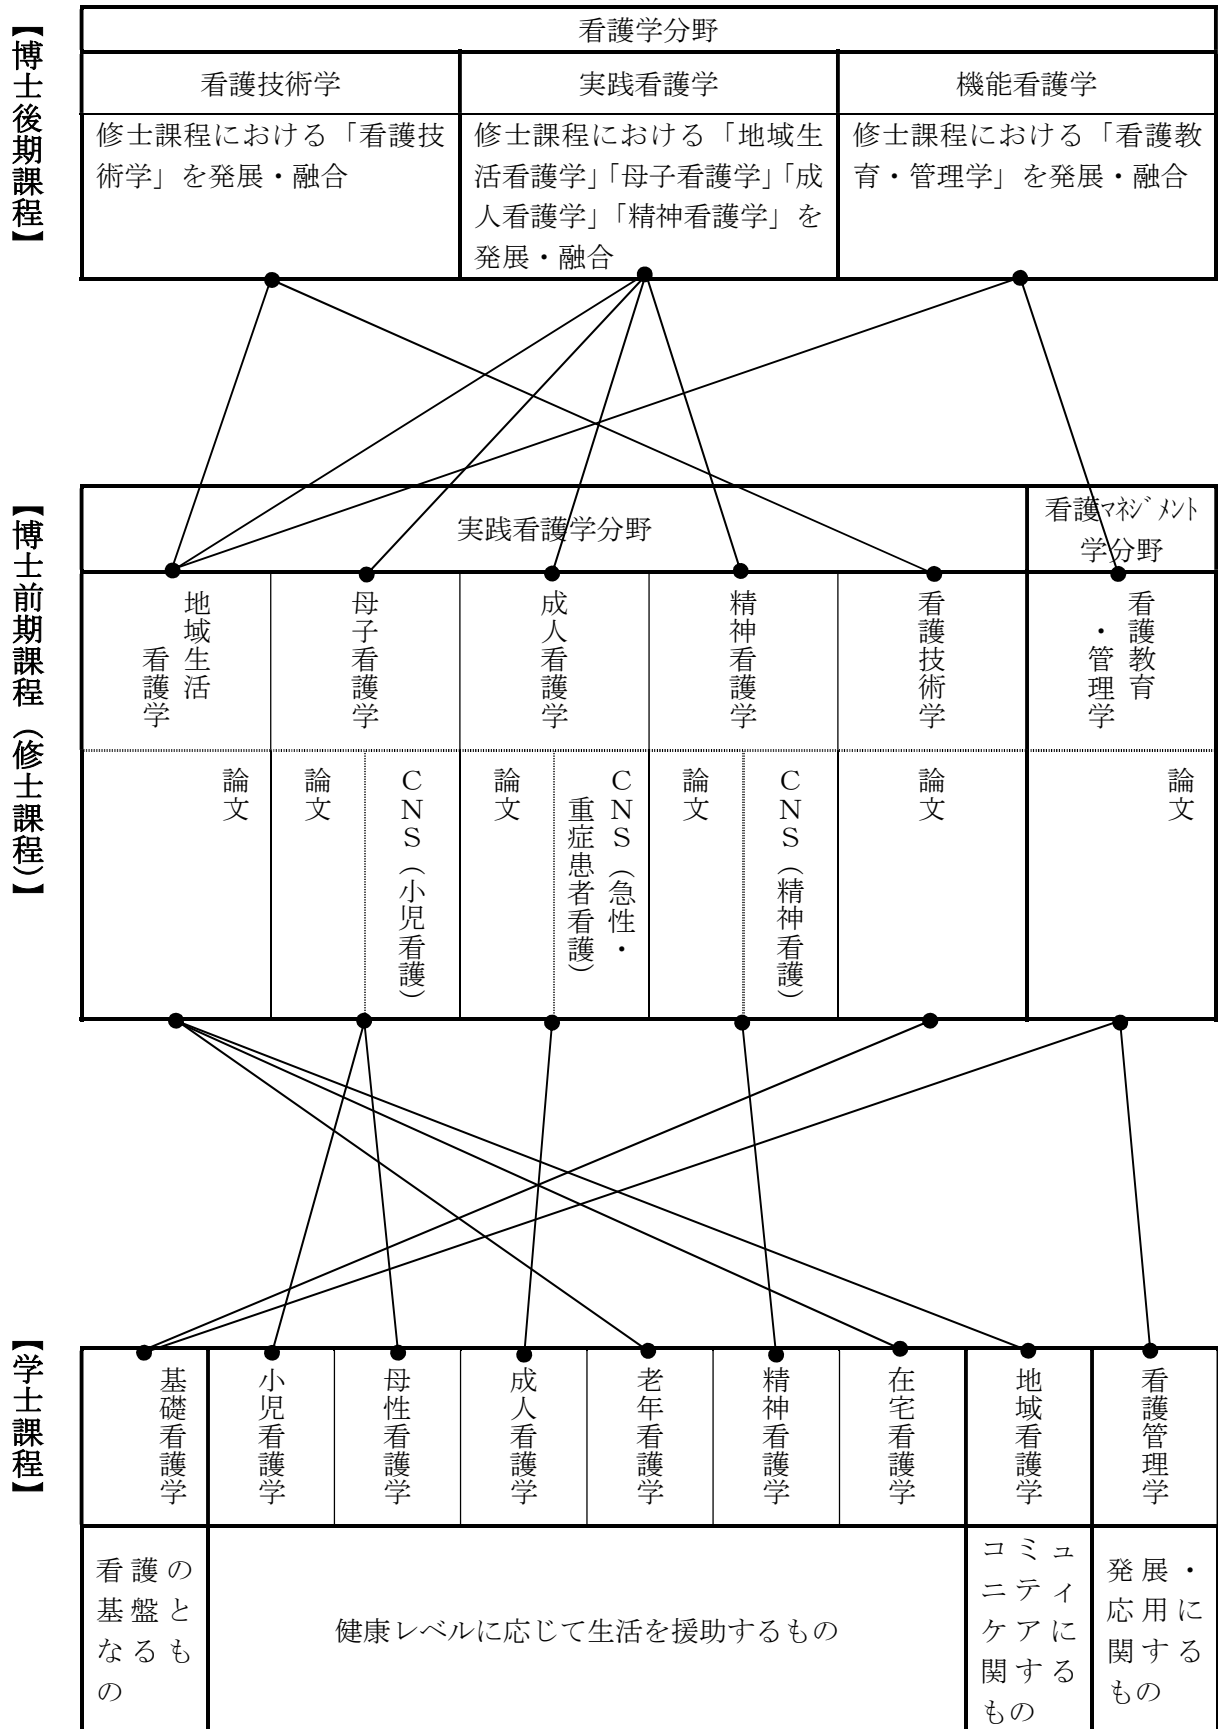 【博士後期課程】
看護学分野
看護技術学
実践看護学
機能看護学
修士課程における「看護技
術学」を発展・融合
修士課程における「地域生
活看護学」「母子看護学」「成
人看護学」「精神看護学」を
発展・融合
修士課程における「看護教
育・管理学」を発展・融合
【博士前期課程（修士課程）】
実践看護学分野
看護ﾏﾈｼﾞﾒﾝﾄ
学分野
地域生活
看護学
母子看護学
成人看護学
精神看護学
看護技術学
看護教育
・管理学
論文
論文
CNS（小児看護）
論文
CNS（急性・
重症患者看護）
論文
CNS（精神看護）
論文
論文
【学士課程】
基礎看護学
小児看護学
母性看護学
成人看護学
老年看護学
精神看護学
在宅看護学
地域看護学
看護管理学
看護の
基盤と
なるも
の
健康レベルに応じて生活を援助するもの
コミュ
ニティ
ケアに
関する
もの
発展・
応用に
関する
もの